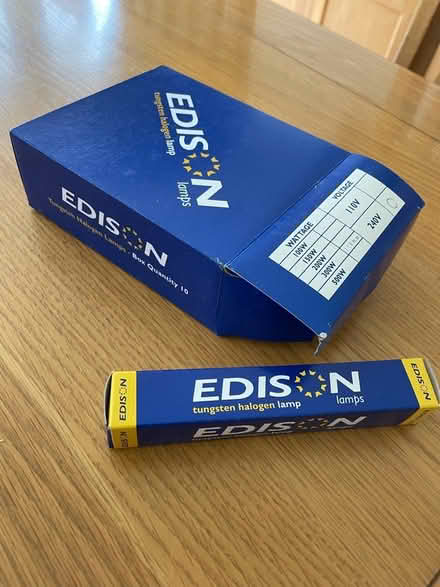 EDISON
tungsten halogen lamp
lamps
EDISON
Tungsten Halogen Lamps - Box Quantity 10
WATTAGE
VOLTAGE
100W
150W
200W
300W
500W
110V
240V
EDISON
EDISON
tungsten halogen lamp
lamps
EDISON
EDISON